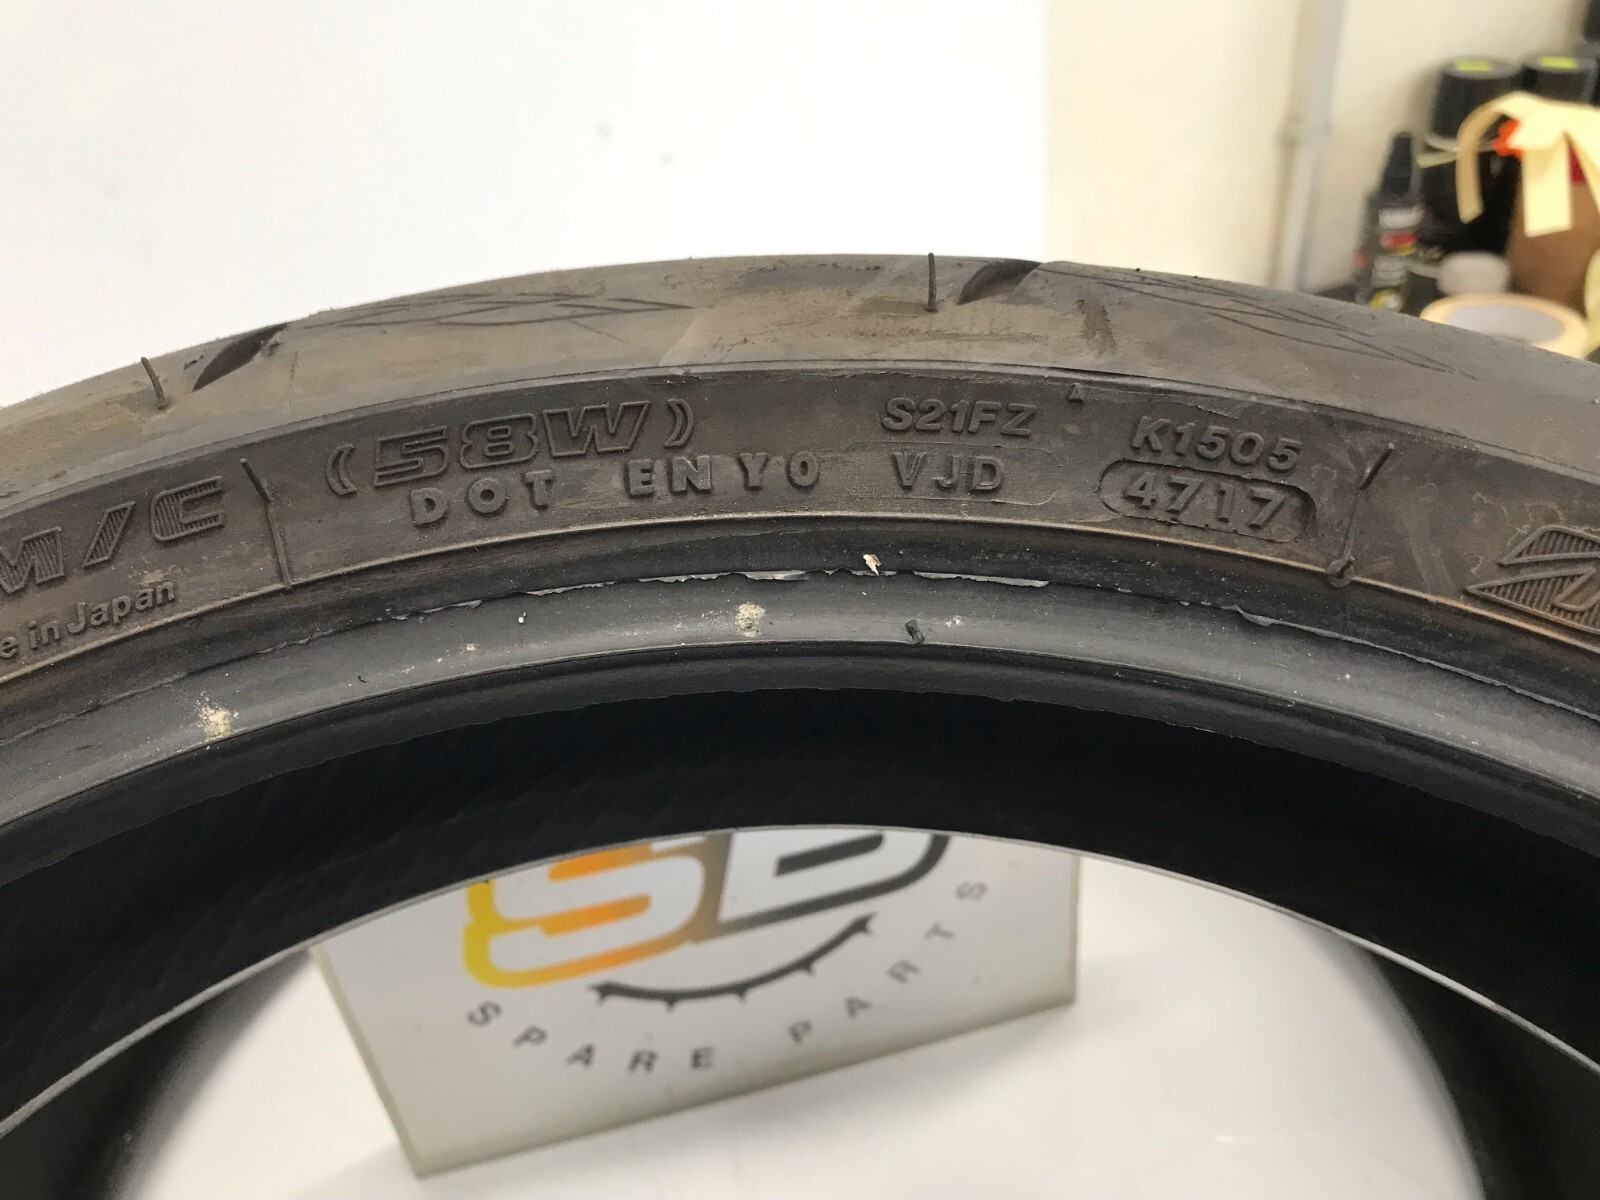 M/C
e in Japan
(58W)
DOT ENY0 VJD
S21FZ
K1505
4717
SD
SPARE PARTS